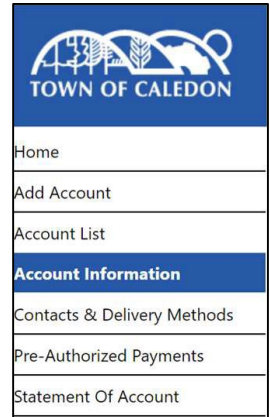 TOWN OF CALEDON
Home
Add Account
Account List
Account Information
Contacts & Delivery Methods
Pre-Authorized Payments
Statement Of Account